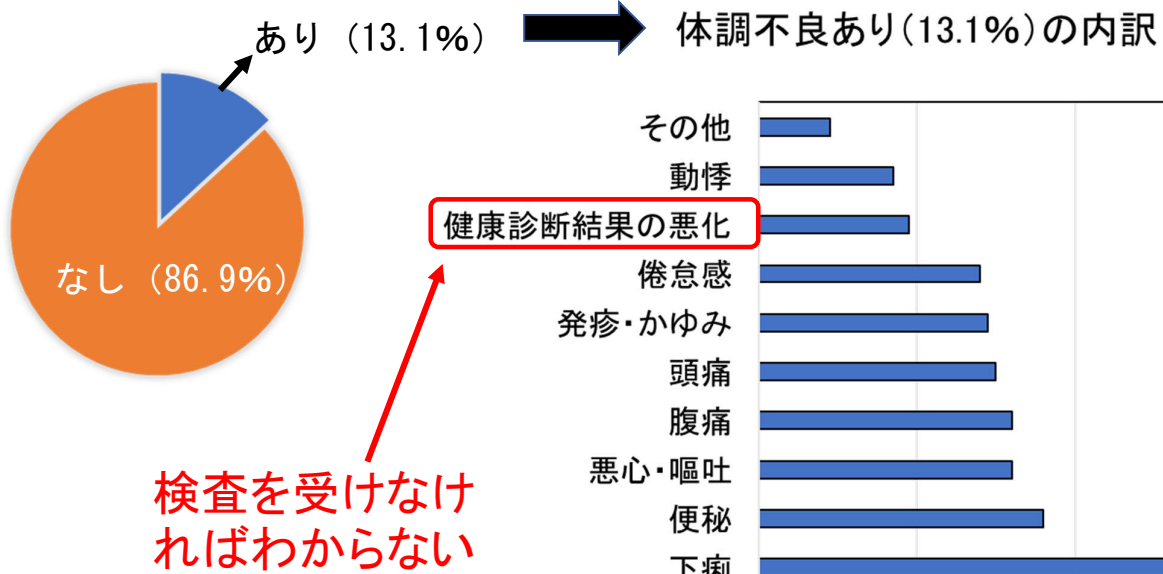 あり（13.1%）
体調不良あり（13.1%）の内訳
なし（86.9%）
その他
動悸
健康診断結果の悪化
倦怠感
発疹・かゆみ
頭痛
腹痛
悪心・嘔吐
便秘
下痢
検査を受けなけ
ればわからない